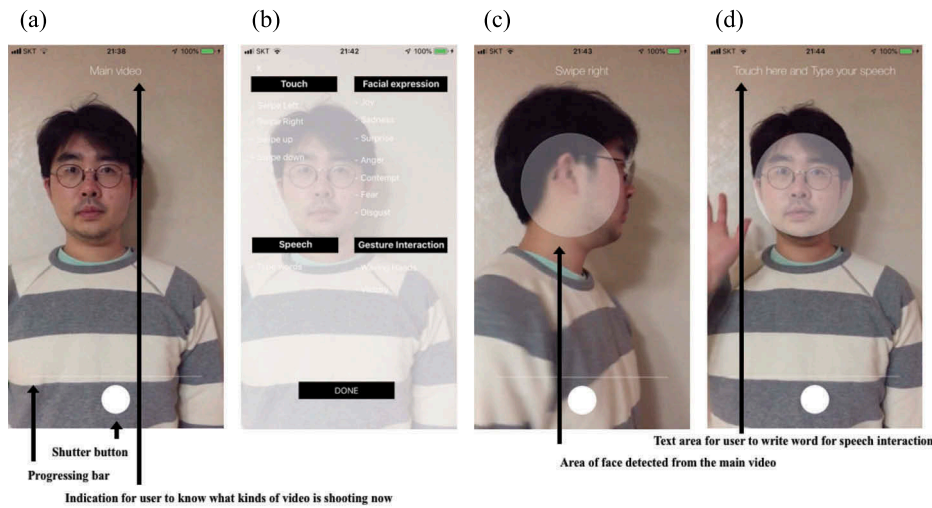 (a)
(b)
(c)
(d)
SKT 21:38 100%
Main video
SKT 21:42 100%
Touch
- Swipe Left
- Swipe Right
- Swipe up
- Swipe down
Facial expression
- Joy
- Sadness
- Surprise
- Anger
- Contempt
- Fear
- Disgust
Speech
Gesture Interaction
- Waving Hands
DONE
SKT 21:43 100%
Swipe right
SKT 21:44 100%
Touch here and Type your speech
Shutter button
Progressing bar
Indication for user to know what kinds of video is shooting now
Area of face detected from the main video
Text area for user to write word for speech interaction